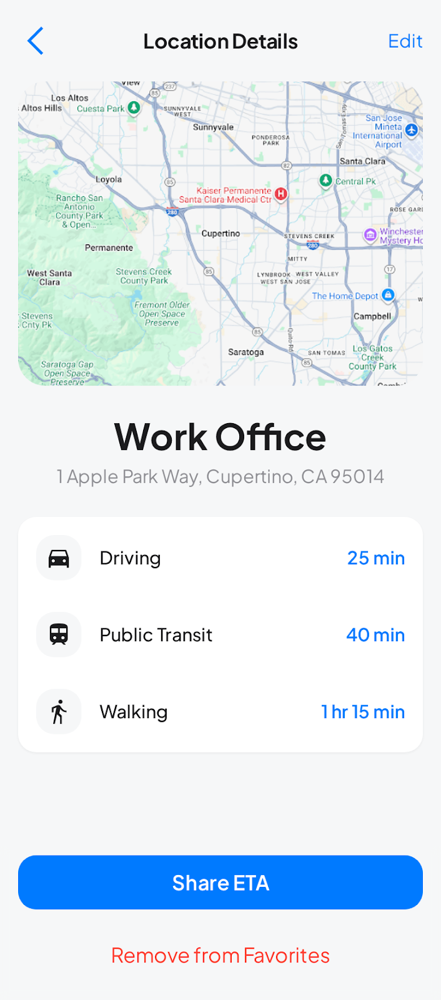 Location Details
Edit
View
Los Altos
Altos Hills
Cuesta Park
85
237
SUNNYVALE
WEST
Sunnyvale
PONDEROSA
PARK
San Tomas Expy
San Jose
Mineta
International
Airport
Santa Clara
82
Loyola
85
Central Pk
Kaiser Permanente
Santa Clara Medical Ctr
H
Rancho San
Antonio
County Park
& Open...
280
ROSE GAR
Cupertino
STEVENS CREEK
280
Winchester
Mystery Ho
Permanente
MITTY
West Santa
Clara
Stevens Creek
County Park
85
LYNBROOK
WEST VALLEY
WEST SAN JOSE
17
The Home Depot
Fremont Older
Open Space
Preserve
Stevens
Cnty Pk
Campbell
85
Quito Rd
Saratoga
SAN TOMAS
85
Los Gatos
Creek
County Park
Saratoga Gap
Open Space
Preserve
Work Office
1 Apple Park Way, Cupertino, CA 95014
Driving
25 min
Public Transit
40 min
Walking
1 hr 15 min
Share ETA
Remove from Favorites